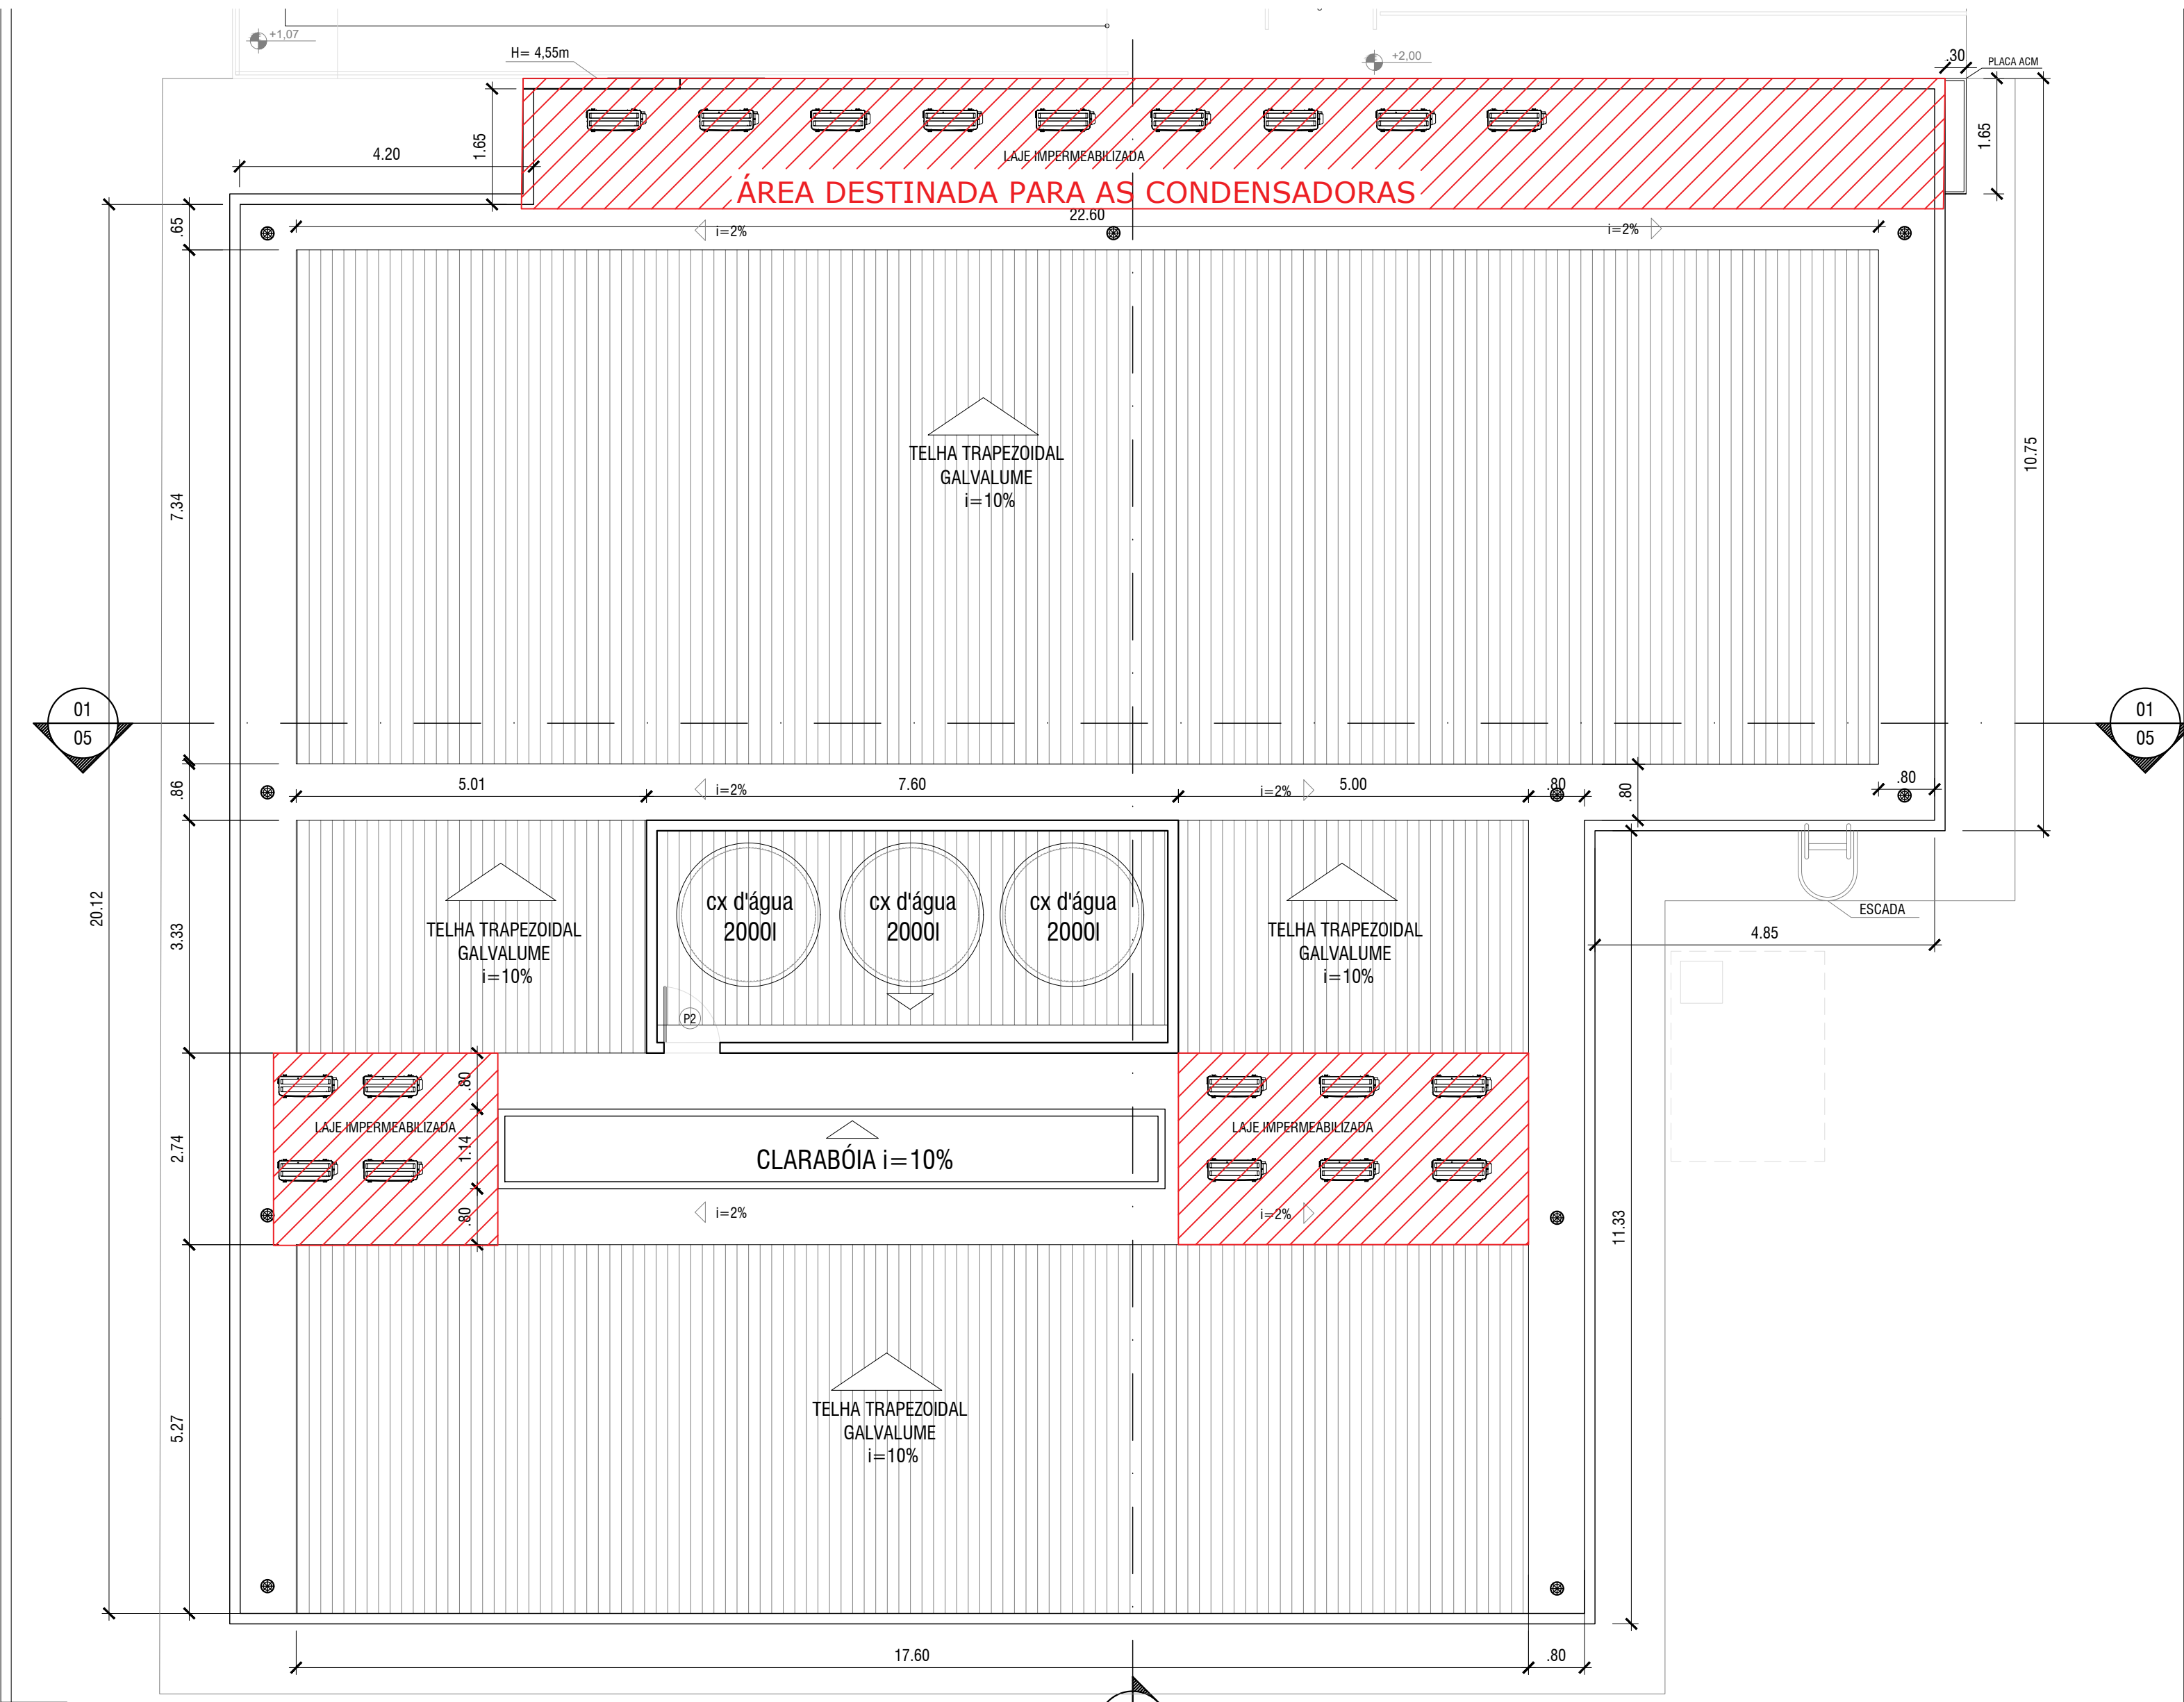 +1,07
H= 4,55m
+2,00
.30
PLACA ACM
4.20
1.65
LAJE IMPERMEABILIZADA
1.65
ÁREA DESTINADA PARA AS CONDENSADORAS
22.60
.65
i=2%
i=2%
TELHA TRAPEZOIDAL
GALVALUME
i=10%
7.34
10.75
01
05
01
05
.86
5.01
i=2%
7.60
i=2%
5.00
.80
.80
.80
20.12
3.33
TELHA TRAPEZOIDAL
GALVALUME
i=10%
cx d'água
2000l
cx d'água
2000l
cx d'água
2000l
TELHA TRAPEZOIDAL
GALVALUME
i=10%
ESCADA
4.85
P2
.80
LAJE IMPERMEABILIZADA
LAJE IMPERMEABILIZADA
2.74
1.14
CLARABÓIA i=10%
.80
i=2%
i=2%
11.33
5.27
TELHA TRAPEZOIDAL
GALVALUME
i=10%
17.60
.80